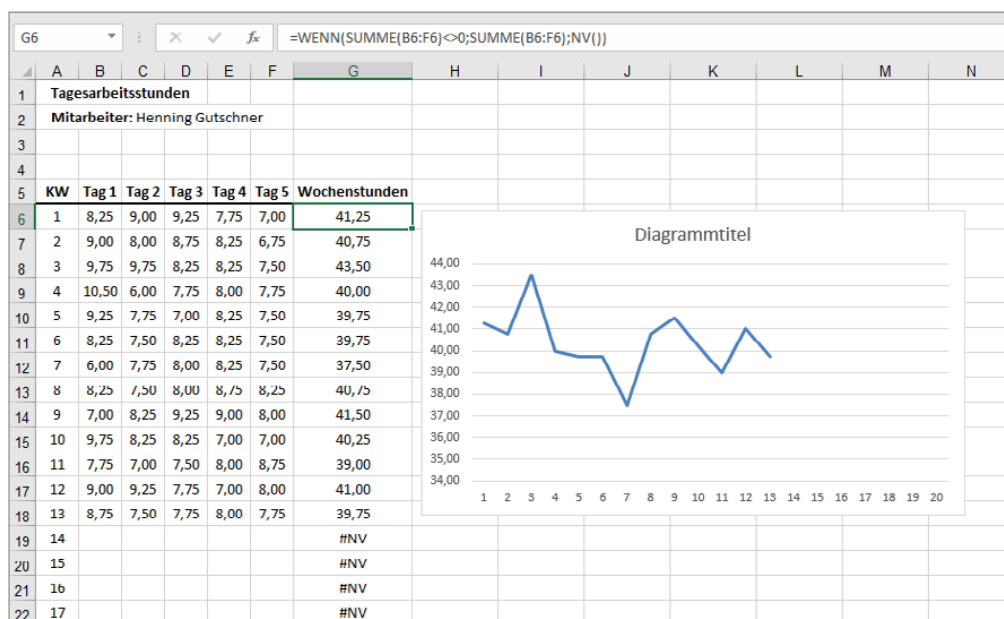 G6 fx =WENN(SUMME(B6:F6)<>0;SUMME(B6:F6);NV())
A B C D E F G H I J K L M N
1 Tagesarbeitsstunden
2 Mitarbeiter: Henning Gutschner
3
4
5 KW Tag 1 Tag 2 Tag 3 Tag 4 Tag 5 Wochenstunden
6 1 8,25 9,00 9,25 7,75 7,00 41,25
7 2 9,00 8,00 8,75 8,25 6,75 40,75
8 3 9,75 9,75 8,25 8,25 7,50 43,50
9 4 10,50 6,00 7,75 8,00 7,75 40,00
10 5 9,25 7,75 7,00 8,25 7,50 39,75
11 6 8,25 7,50 8,25 8,25 7,50 39,75
12 7 6,00 7,75 8,00 8,25 7,50 37,50
13 8 8,25 7,50 8,00 8,75 8,25 40,75
14 9 7,00 8,25 9,25 9,00 8,00 41,50
15 10 9,75 8,25 8,25 7,00 7,00 40,25
16 11 7,75 7,00 7,50 8,00 8,75 39,00
17 12 9,00 9,25 7,75 7,00 8,00 41,00
18 13 8,75 7,50 7,75 8,00 7,75 39,75
19 14 #NV
20 15 #NV
21 16 #NV
22 17 #NV
Diagrammtitel
44,00
43,00
42,00
41,00
40,00
39,00
38,00
37,00
36,00
35,00
34,00
1 2 3 4 5 6 7 8 9 10 11 12 13 14 15 16 17 18 19 20